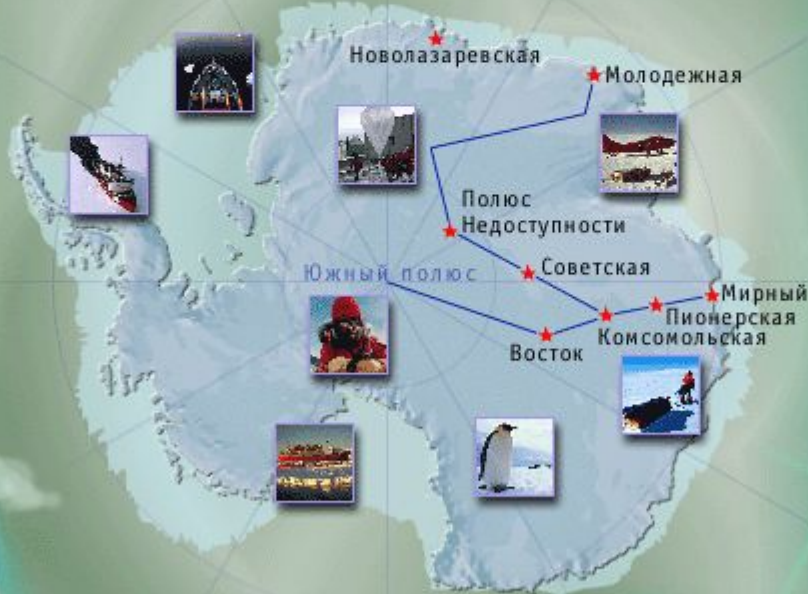 Новолазаревская
Молодежная
Полюс
Недоступности
Южный полюс
Советская
Мирный
Пионерская
Комсомольская
Восток